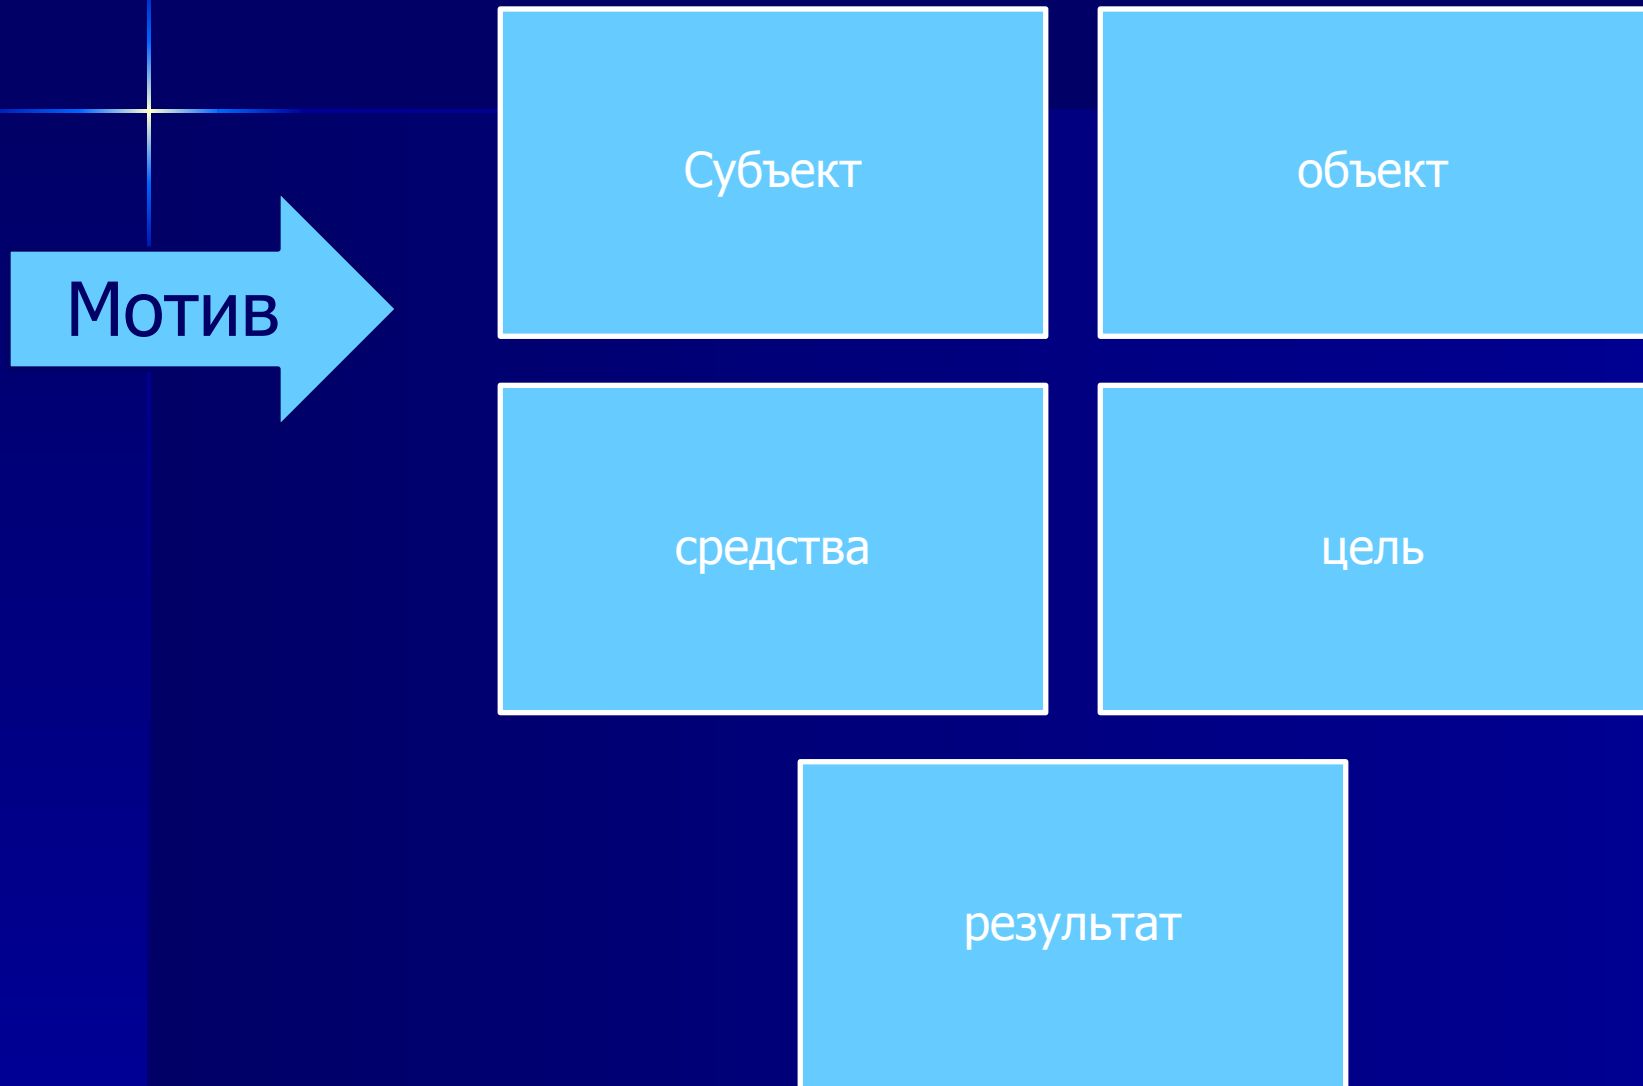 Мотив
Субъект
объект
средства
цель
результат